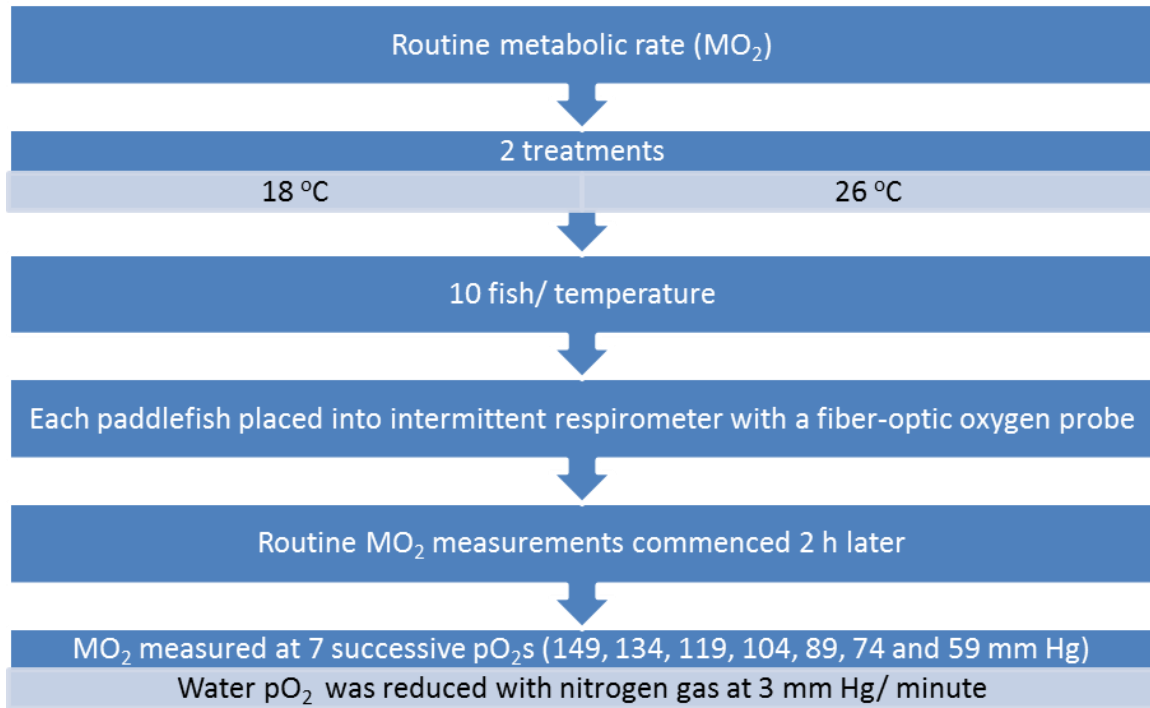 Routine metabolic rate (MO₂)
2 treatments
18 °C
26 °C
10 fish/ temperature
Each paddlefish placed into intermittent respirometer with a fiber-optic oxygen probe
Routine MO₂ measurements commenced 2 h later
MO₂ measured at 7 successive pO₂s (149, 134, 119, 104, 89, 74 and 59 mm Hg)
Water pO₂ was reduced with nitrogen gas at 3 mm Hg/ minute